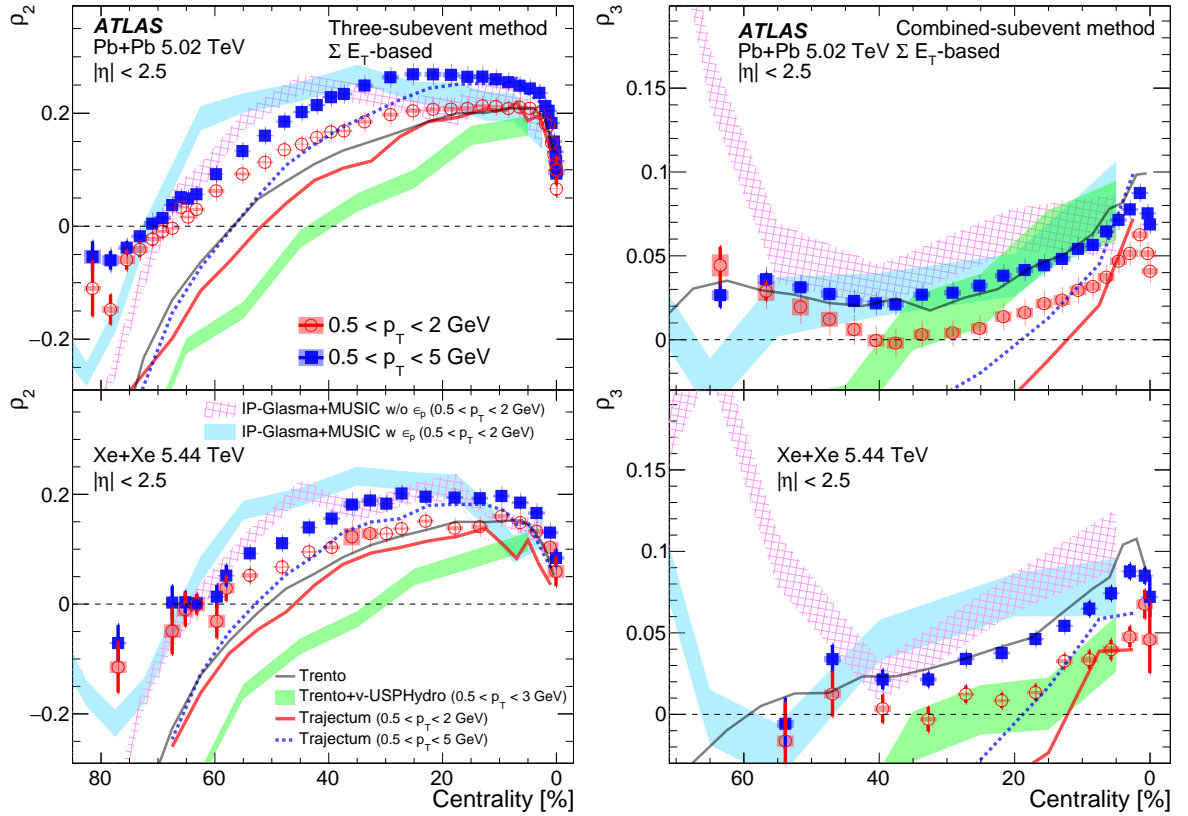 ρ2
ATLAS
Pb+Pb 5.02 TeV
|η| < 2.5
Three-subevent method
Σ ET-based
0.2
0
−0.2
0.5 < pT < 2 GeV
0.5 < pT < 5 GeV
ρ3
ATLAS
Combined-subevent method
Pb+Pb 5.02 TeV Σ ET-based
|η| < 2.5
0.15
0.1
0.05
0
ρ2
IP-Glasma+MUSIC w/o ϵp (0.5 < pT < 2 GeV)
IP-Glasma+MUSIC w ϵp (0.5 < pT < 2 GeV)
Xe+Xe 5.44 TeV
|η| < 2.5
0.2
0
−0.2
Trento
Trento+v-USPHydro (0.5 < pT < 3 GeV)
Trajectum (0.5 < pT < 2 GeV)
Trajectum (0.5 < pT < 5 GeV)
80 60 40 20 0
Centrality [%]
ρ3
Xe+Xe 5.44 TeV
|η| < 2.5
0.15
0.1
0.05
0
60 40 20 0
Centrality [%]